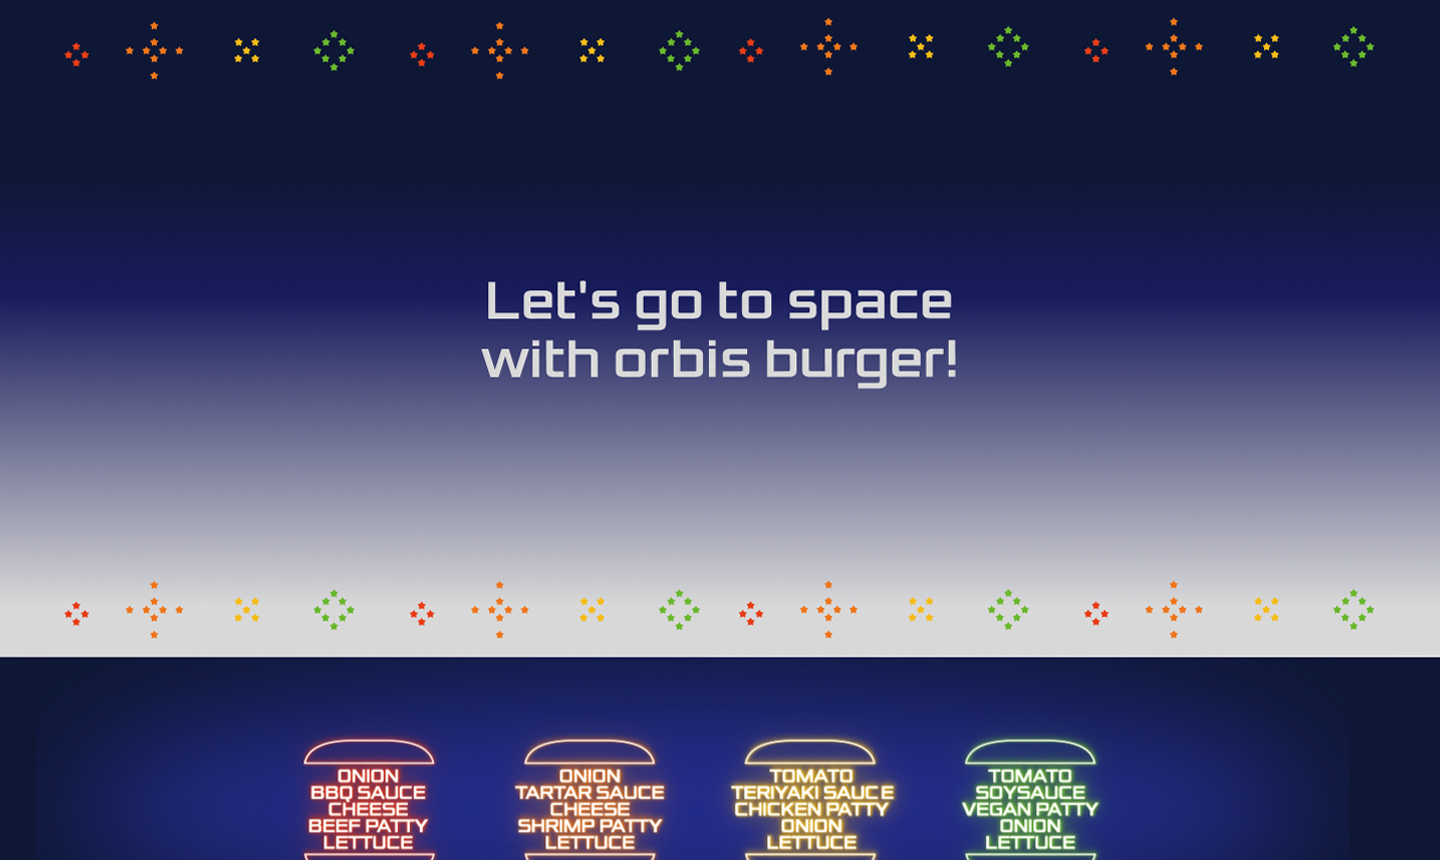 Let's go to space
with orbis burger!
ONION
BBQ SAUCE
CHEESE
BEEF PATTY
LETTUCE
ONION
TARTAR SAUCE
CHEESE
SHRIMP PATTY
LETTUCE
TOMATO
TERIYAKI SAUCE
CHICKEN PATTY
ONION
LETTUCE
TOMATO
SOYSAUCE
VEGAN PATTY
ONION
LETTUCE